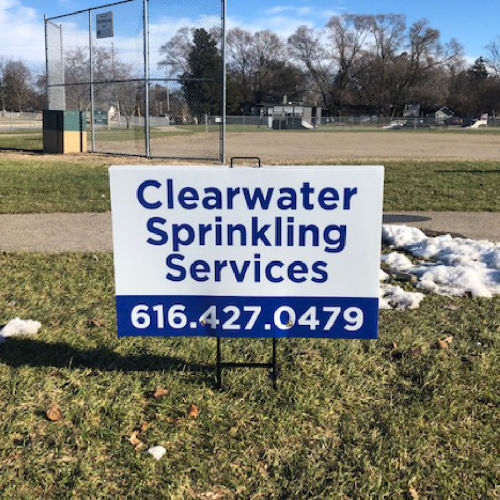 Clearwater
Sprinkling
Services
616.427.0479